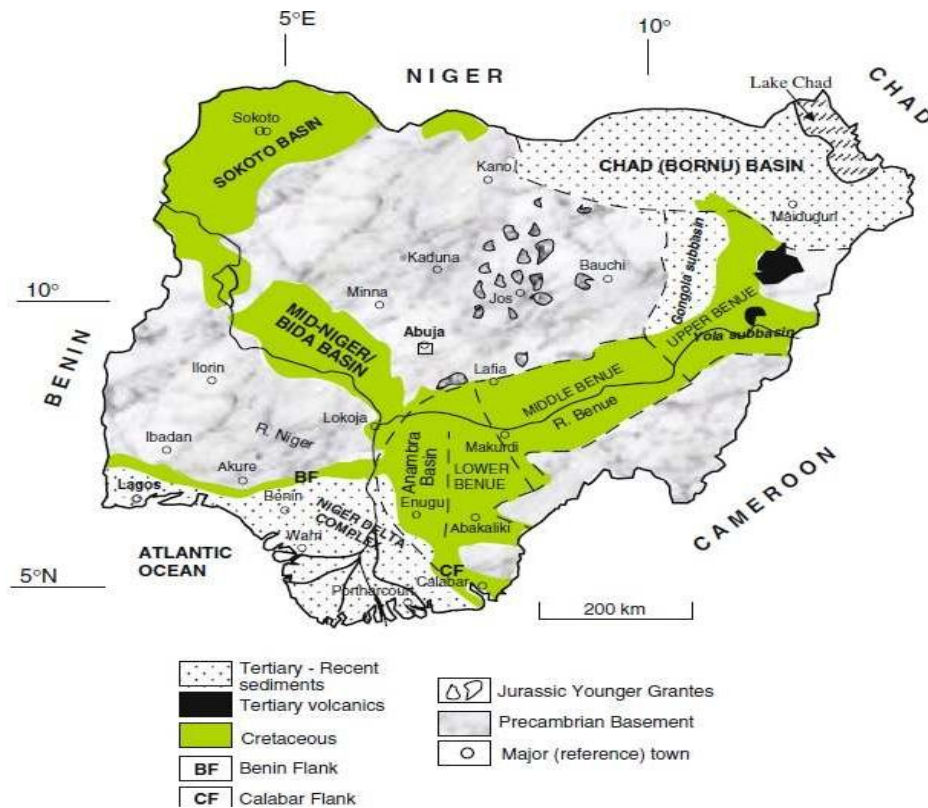 5°E
10°
NIGER
CHAD
Lake Chad
Sokoto
SOKOTO BASIN
Kano
CHAD (BORNU) BASIN
Maiduguri
Kaduna
Bauchi
Gongola subbasin
Minna
Jos
10°
Abuja
UPPER BENUE
Yola subbasin
MID-NIGER/
BIDA BASIN
BENIN
Ilorin
Lafia
MIDDLE BENUE
R. Benue
Lokoja
R. Niger
Makurdi
Ibadan
Akure
BF
Anambra
Basin
LOWER
BENUE
Lagos
Benin
Enugu
Abakaliki
NIGER DELTA
COMPLEX
Warri
CAMEROON
ATLANTIC
OCEAN
CF
Calabar
5°N
Portharcourt
200 km
Tertiary - Recent
sediments
Tertiary volcanics
Cretaceous
BF Benin Flank
CF Calabar Flank
Jurassic Younger Grantes
Precambrian Basement
Major (reference) town